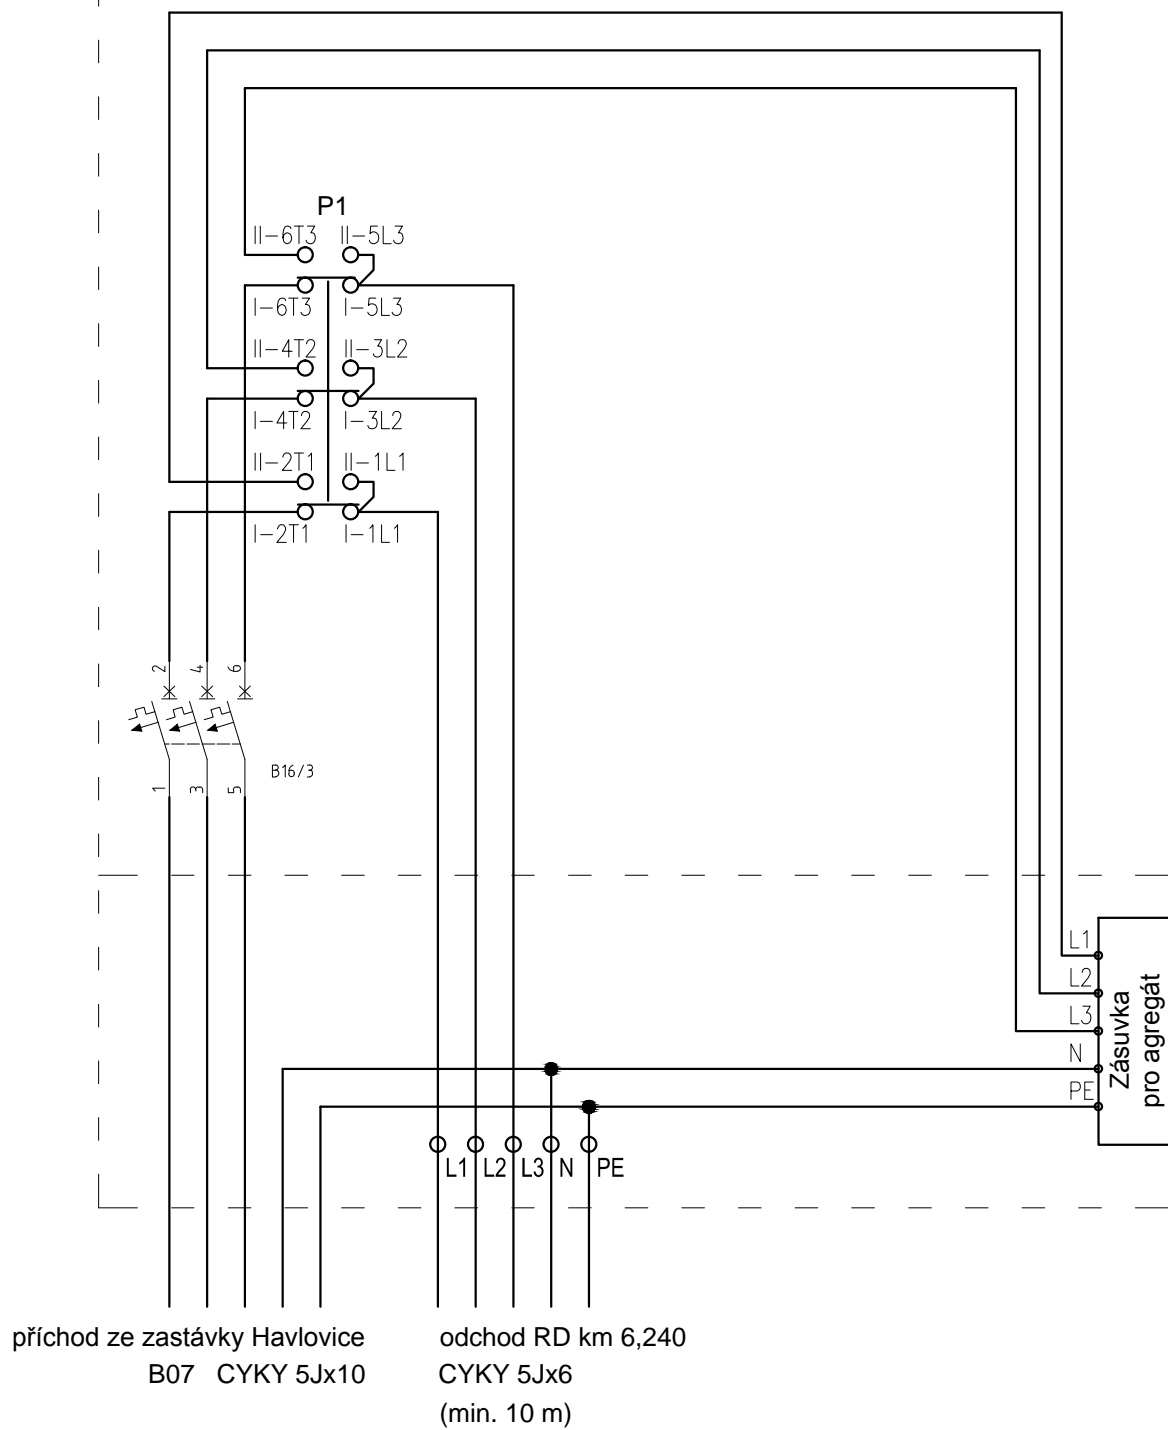 P1
II-6T3 II-5L3
I-6T3 I-5L3
II-4T2 II-3L2
I-4T2 I-3L2
II-2T1 II-1L1
I-2T1 I-1L1
2 4 6
B16/3
1 3 5
L1
L2
L3
N
PE
Zásuvka
pro agregát
L1 L2 L3 N PE
příchod ze zastávky Havlovice
B07 CYKY 5Jx10
odchod RD km 6,240
CYKY 5Jx6
(min. 10 m)